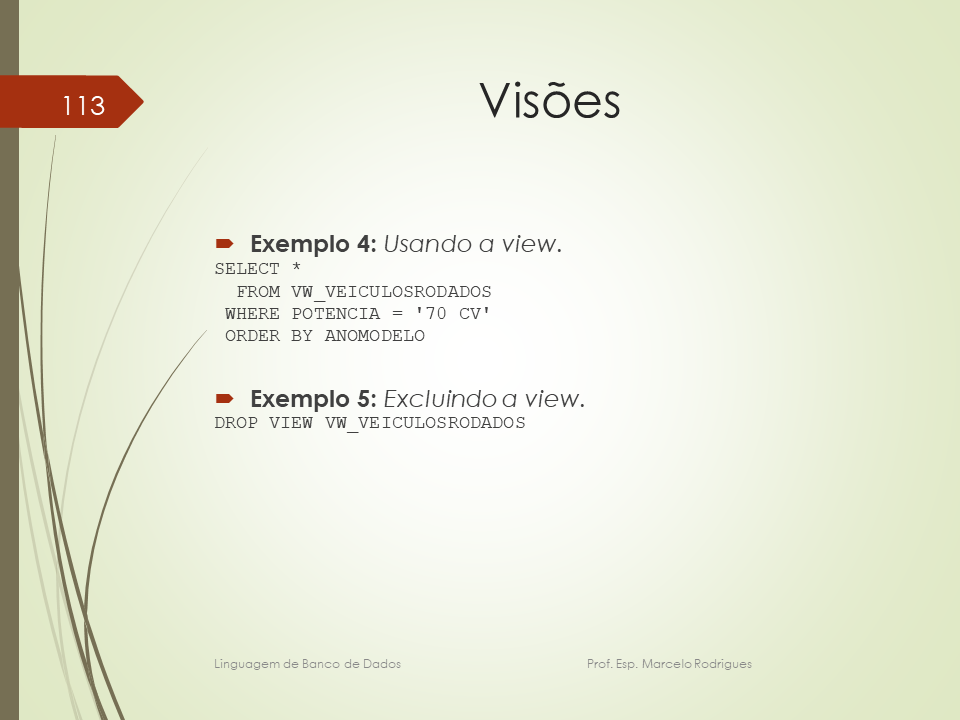 113
Visões
Exemplo 4: Usando a view.
SELECT *
FROM VW_VEICULOSRODADOS
WHERE POTENCIA = '70 CV'
ORDER BY ANOMODELO
Exemplo 5: Excluindo a view.
DROP VIEW VW_VEICULOSRODADOS
Linguagem de Banco de Dados
Prof. Esp. Marcelo Rodrigues